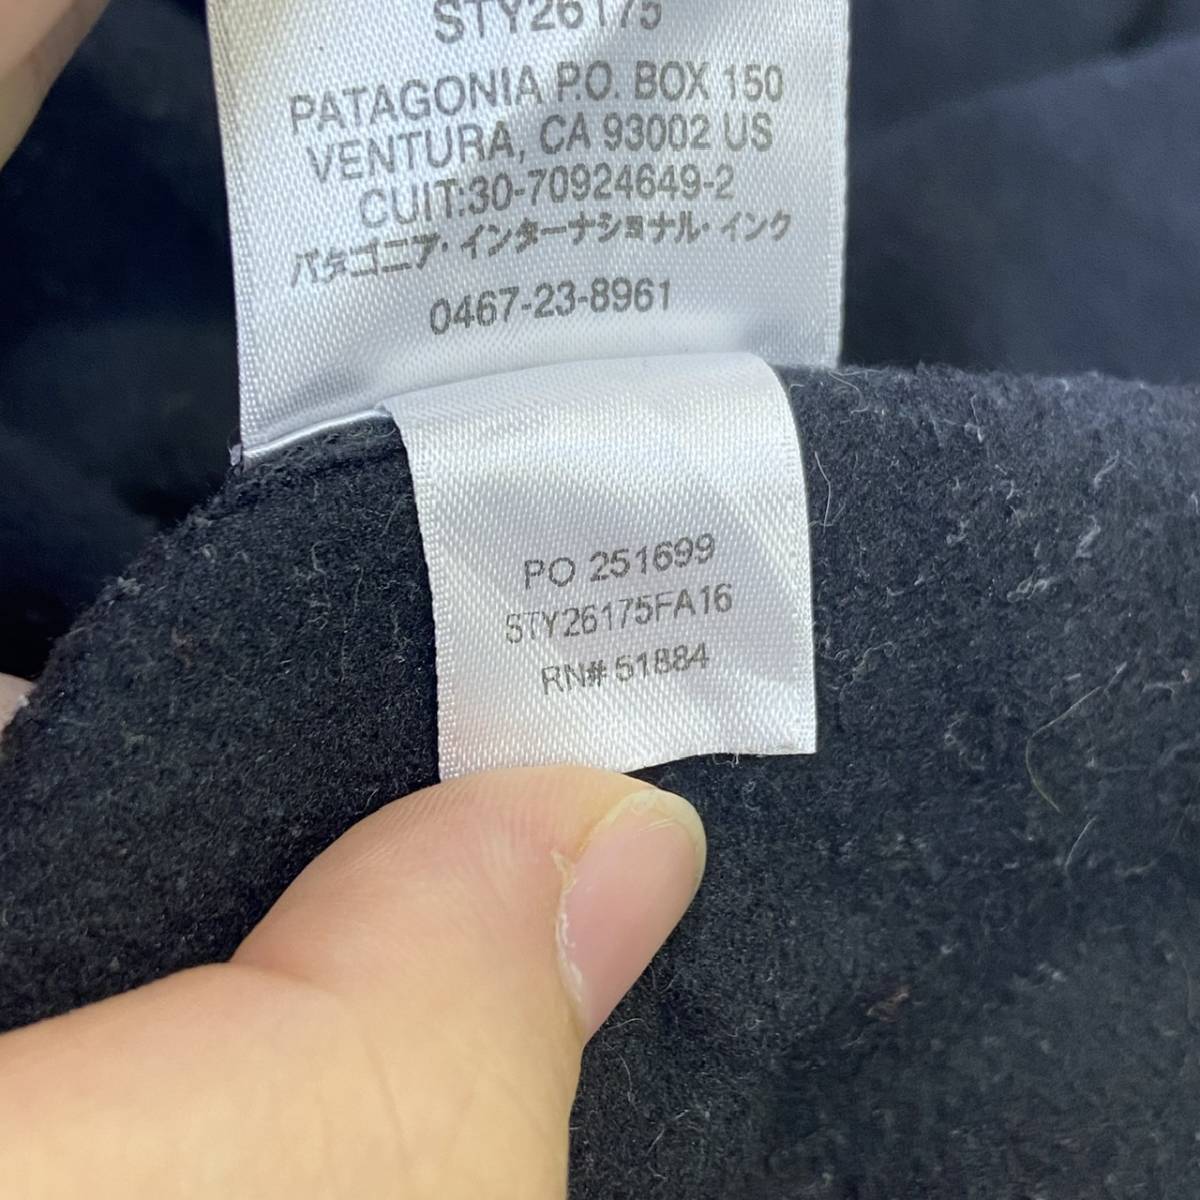 STY26175
PATAGONIA P.O. BOX 150
VENTURA, CA 93002 US
CUIT:30-70924649-2
パタゴニア・インターナショナル・インク
0467-23-8961
PO 251699
STY26175FA16
RN# 51884